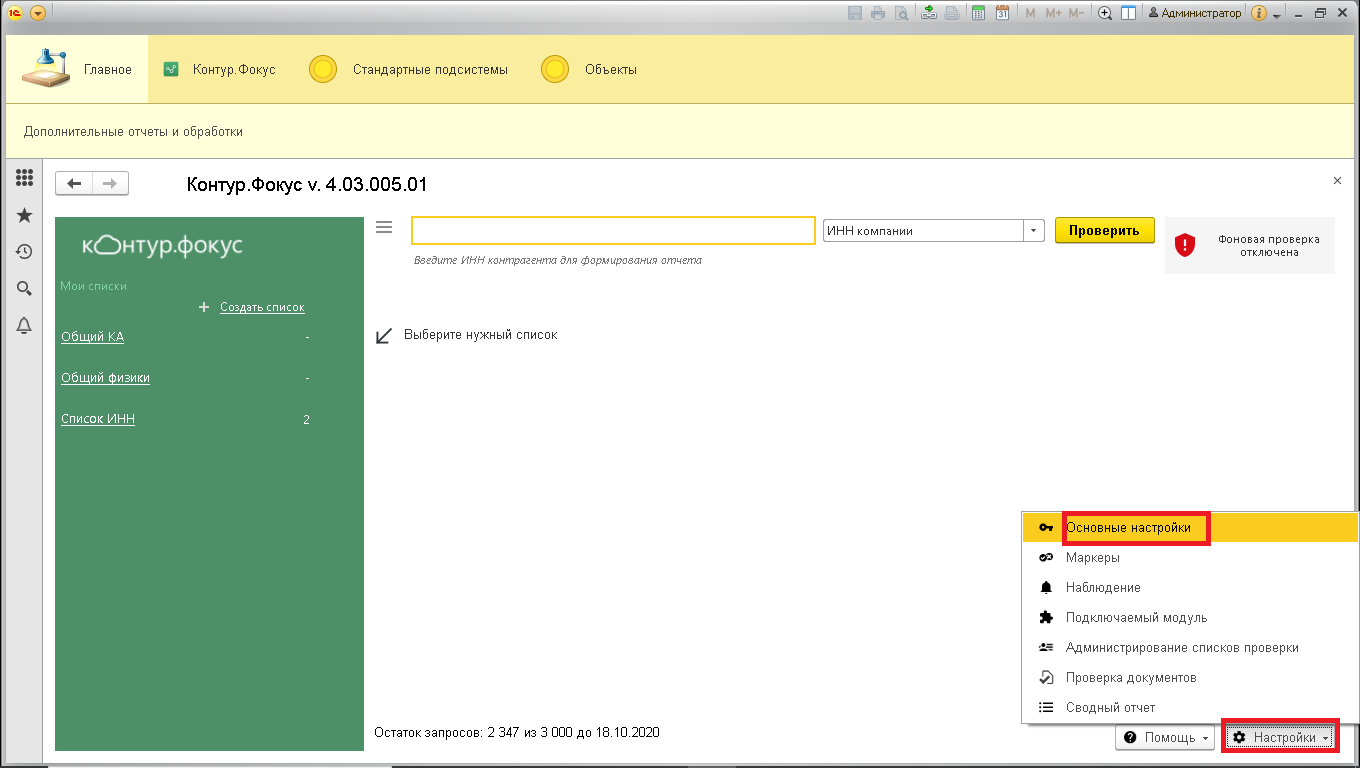 1С
31
M M+ M-
Администратор
Главное
Контур.Фокус
Стандартные подсистемы
Объекты
Дополнительные отчеты и обработки
Контур.Фокус v. 4.03.005.01
контур.фокус
Мои списки
Создать список
Общий КА -
Общий физики -
Список ИНН 2
ИНН компании
Проверить
Введите ИНН контрагента для формирования отчета
Фоновая проверка
отключена
Выберите нужный список
Основные настройки
Маркеры
Наблюдение
Подключаемый модуль
Администрирование списков проверки
Проверка документов
Сводный отчет
Остаток запросов: 2 347 из 3 000 до 18.10.2020
Помощь
Настройки